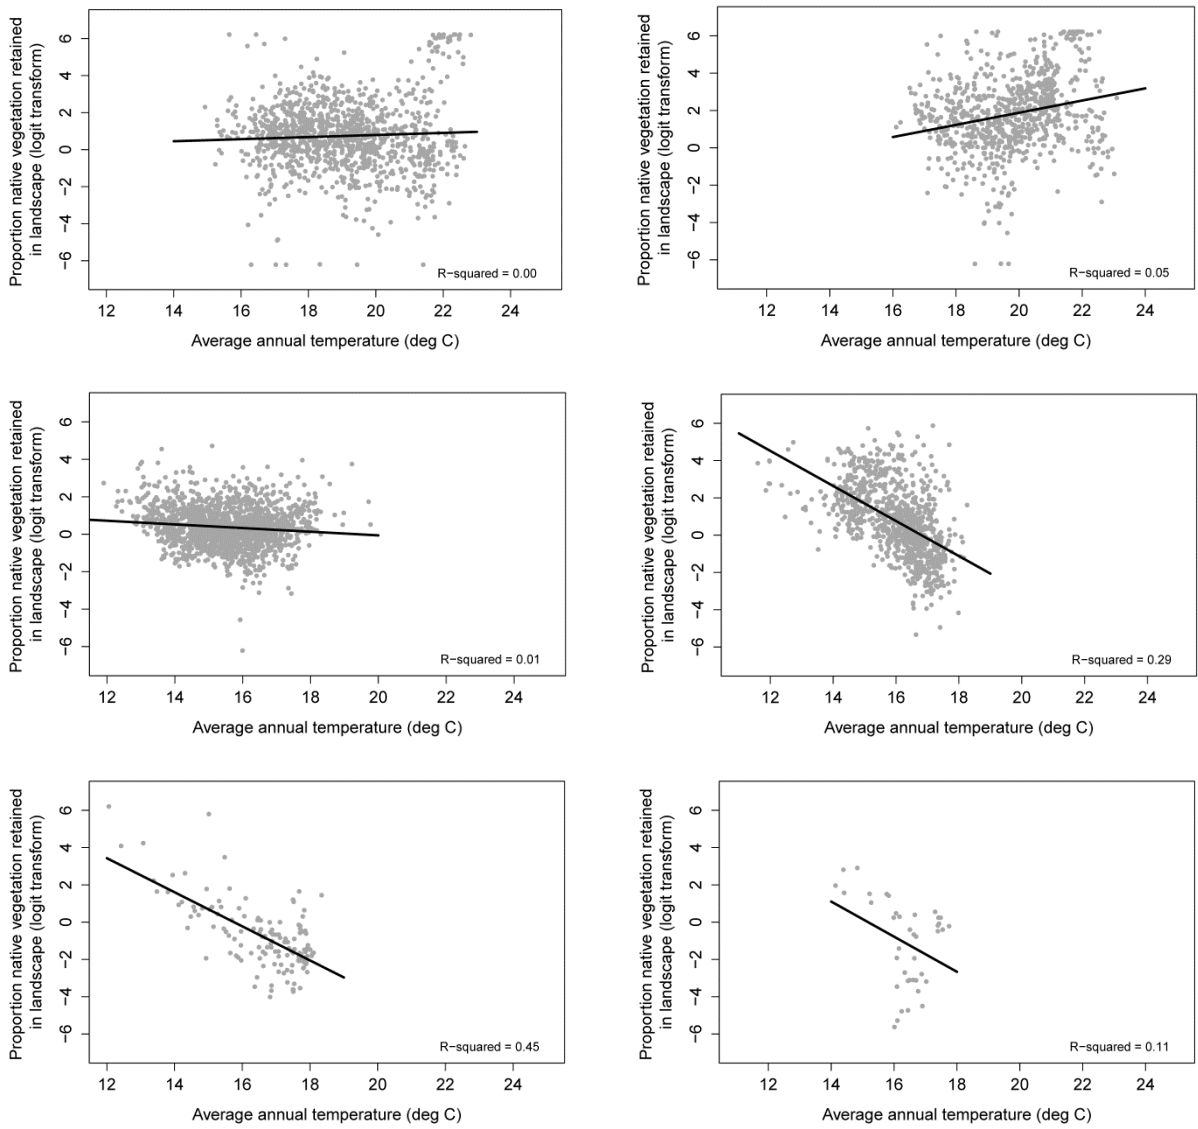 Proportion native vegetation retained
in landscape (logit transform)
6
4
2
0
−2
−4
−6
R−squared = 0.00
12 14 16 18 20 22 24
Average annual temperature (deg C)
Proportion native vegetation retained
in landscape (logit transform)
6
4
2
0
−2
−4
−6
R−squared = 0.05
12 14 16 18 20 22 24
Average annual temperature (deg C)
Proportion native vegetation retained
in landscape (logit transform)
6
4
2
0
−2
−4
−6
R−squared = 0.01
12 14 16 18 20 22 24
Average annual temperature (deg C)
Proportion native vegetation retained
in landscape (logit transform)
6
4
2
0
−2
−4
−6
R−squared = 0.29
12 14 16 18 20 22 24
Average annual temperature (deg C)
Proportion native vegetation retained
in landscape (logit transform)
6
4
2
0
−2
−4
−6
R−squared = 0.45
12 14 16 18 20 22 24
Average annual temperature (deg C)
Proportion native vegetation retained
in landscape (logit transform)
6
4
2
0
−2
−4
−6
R−squared = 0.11
12 14 16 18 20 22 24
Average annual temperature (deg C)